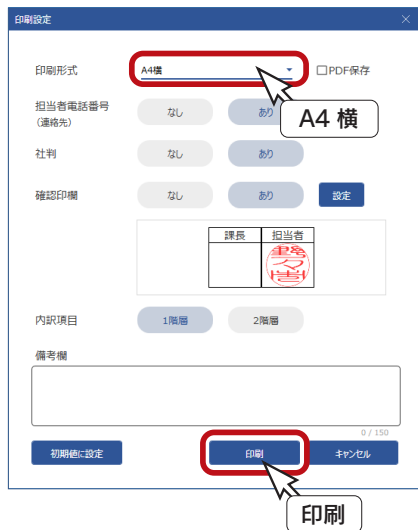 印刷設定
印刷形式 A4横 PDF保存
A4 横
担当者電話番号 なし あり
(連絡先)
社判 なし あり
確認印欄 なし あり 設定
課長 担当者
内訳項目 1階層 2階層
備考欄
0 / 150
初期値に設定 印刷 キャンセル
印刷